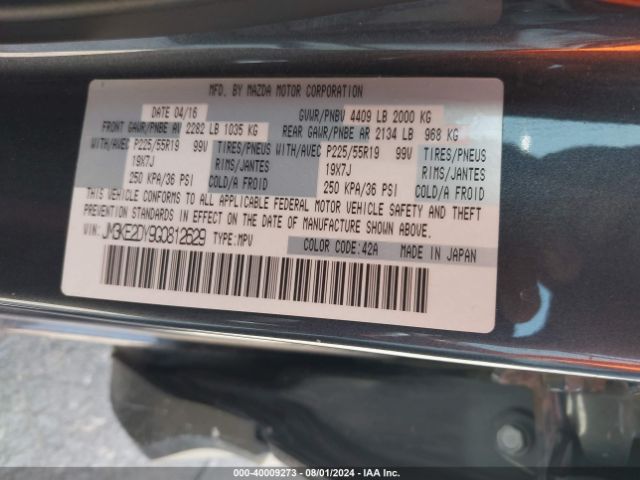 MFD. BY MAZDA MOTOR CORPORATION
DATE 04/16 GVWR/PNBV 4409 LB 2000 KG
FRONT GAWR/PNBE AV 2282 LB 1035 KG REAR GAWR/PNBE AR 2134 LB 968 KG
WITH/AVEC P225/55R19 99V TIRES/PNEUS WITH/AVEC P225/55R19 99V TIRES/PNEUS
19X7J RIMS/JANTES 19X7J RIMS/JANTES
250 KPA/36 PSI COLD/A FROID 250 KPA/36 PSI COLD/A FROID
THIS VEHICLE CONFORMS TO ALL APPLICABLE FEDERAL MOTOR VEHICLE SAFETY AND THEFT
PREVENTION STANDARDS IN EFFECT ON THE DATE OF MANUFACTURE SHOWN ABOVE.
VIN: JM3KE2DY9G0812629 TYPE:MPV COLOR CODE:42A MADE IN JAPAN
000-40009273 - 08/01/2024 - IAA Inc.